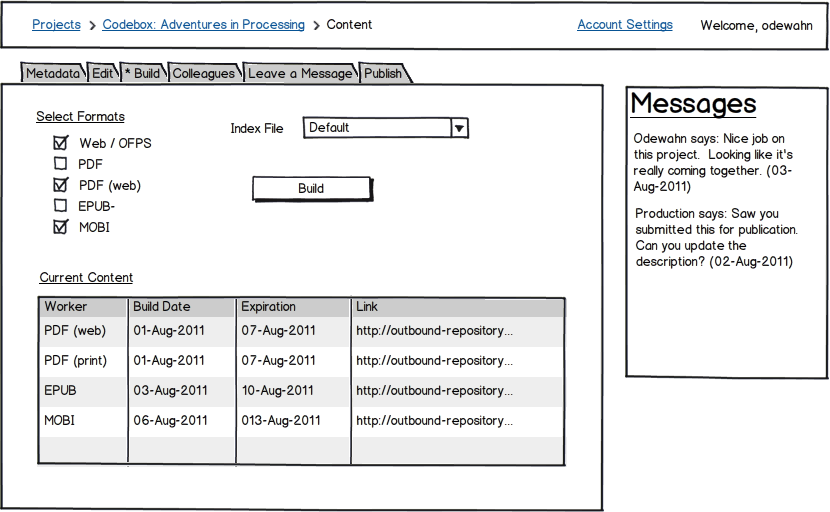 Projects > Codebox: Adventures in Processing > Content Account Settings Welcome, odewahn
Metadata Edit * Build Colleagues Leave a Message Publish
Select Formats
Index File Default
Web / OFPS
PDF
PDF (web)
EPUB-
MOBI
Build
Current Content
Worker Build Date Expiration Link
PDF (web) 01-Aug-2011 07-Aug-2011 http://outbound-repository...
PDF (print) 01-Aug-2011 07-Aug-2011 http://outbound-repository...
EPUB 03-Aug-2011 10-Aug-2011 http://outbound-repository...
MOBI 06-Aug-2011 013-Aug-2011 http://outbound-repository...
Messages
Odewahn says: Nice job on
this project. Looking like it's
really coming together. (03-
Aug-2011)
Production says: Saw you
submitted this for publication.
Can you update the
description? (02-Aug-2011)